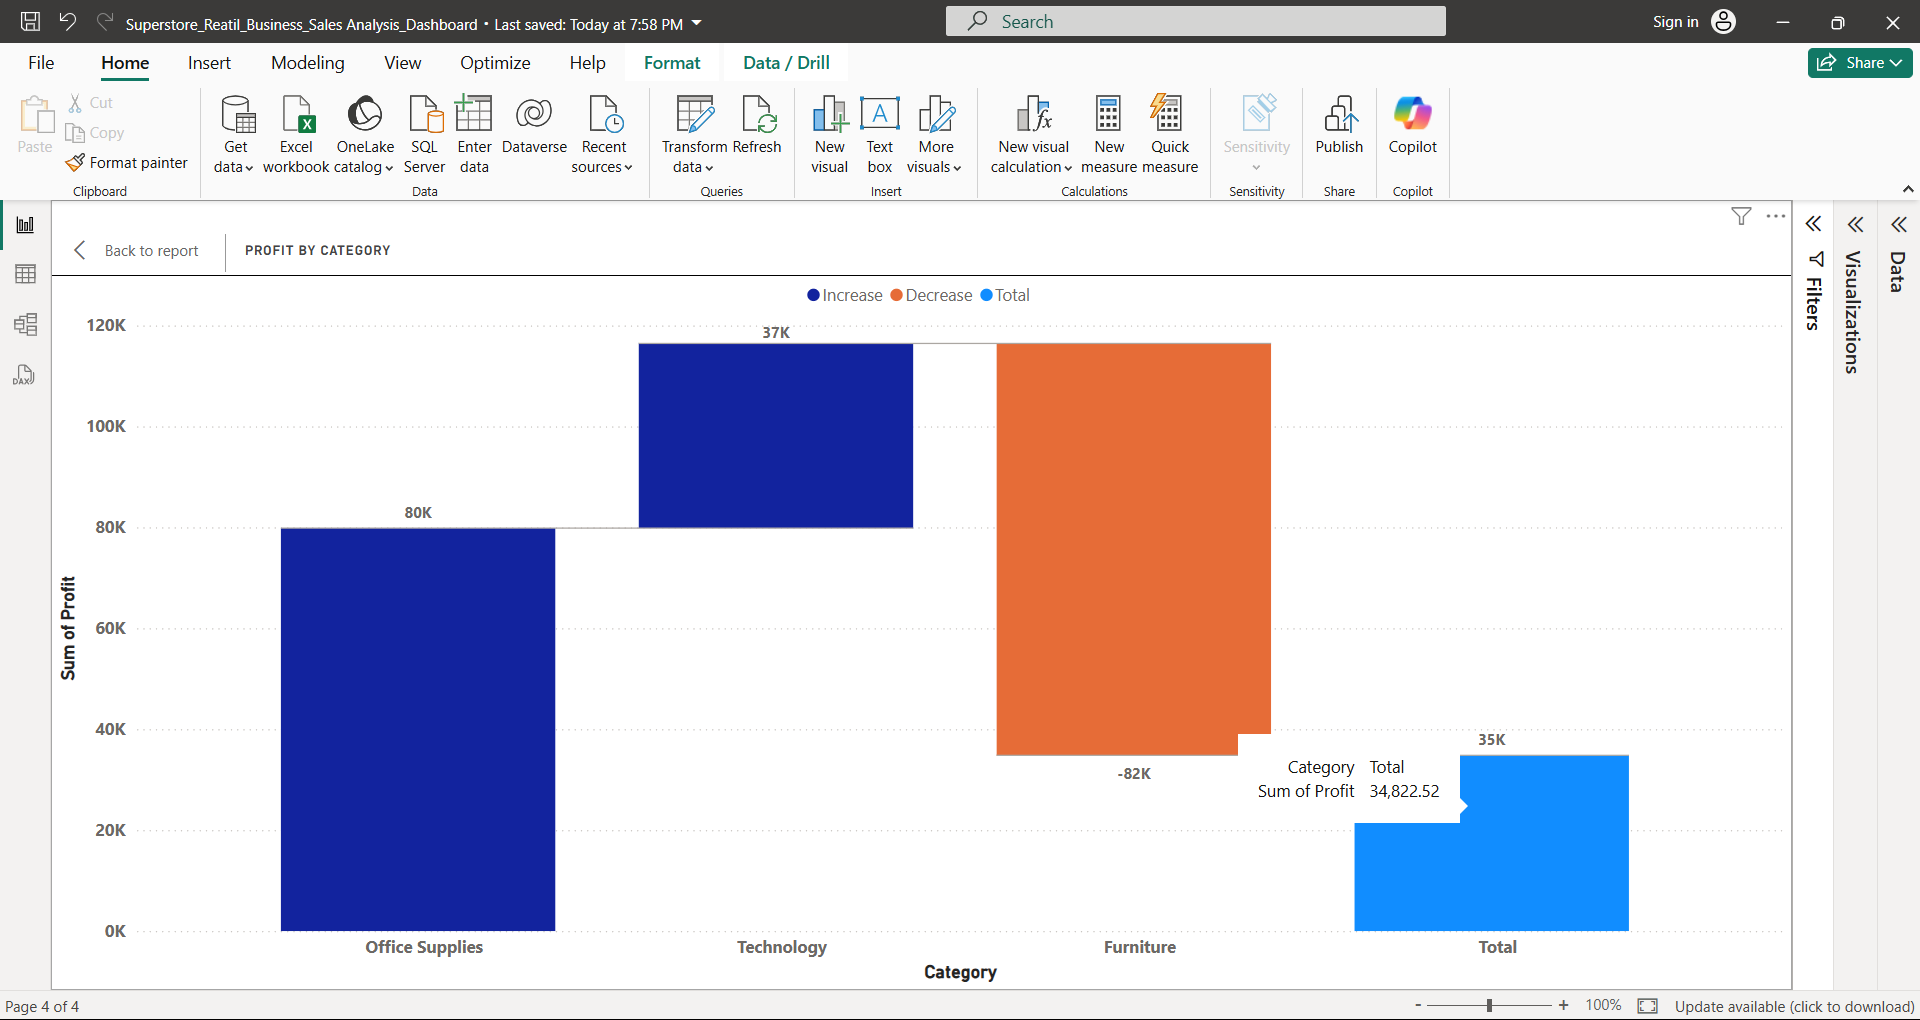 Superstore_Reatil_Business_Sales Analysis_Dashboard • Last saved: Today at 7:58 PM
Search
Sign in
File Home Insert Modeling View Optimize Help Format Data / Drill
Share
Paste
Cut
Copy
Format painter
Clipboard
Get data
Excel workbook
OneLake catalog
SQL Server
Enter data
Dataverse
Recent sources
Data
Transform data
Refresh
Queries
New visual
Text box
More visuals
Insert
New visual calculation
New measure
Quick measure
Calculations
Sensitivity
Sensitivity
Publish
Share
Copilot
Copilot
DAX
Back to report
PROFIT BY CATEGORY
Increase Decrease Total
Sum of Profit
120K
100K
80K
60K
40K
20K
0K
80K
37K
-82K
35K
Category Total
Sum of Profit 34,822.52
Office Supplies Technology Furniture Total
Category
Filters
Visualizations
Data
Page 4 of 4
- + 100%
Update available (click to download)